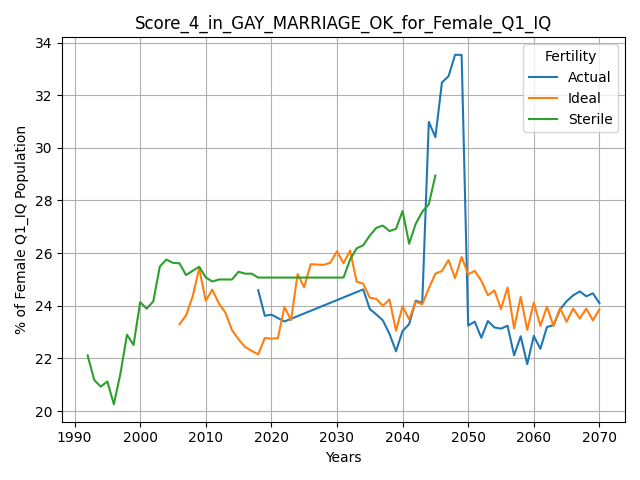 Score_4_in_GAY_MARRIAGE_OK_for_Female_Q1_IQ
34
32
30
28
26
24
22
20
% of Female Q1_IQ Population
Fertility
Actual
Ideal
Sterile
1990 2000 2010 2020 2030 2040 2050 2060 2070
Years